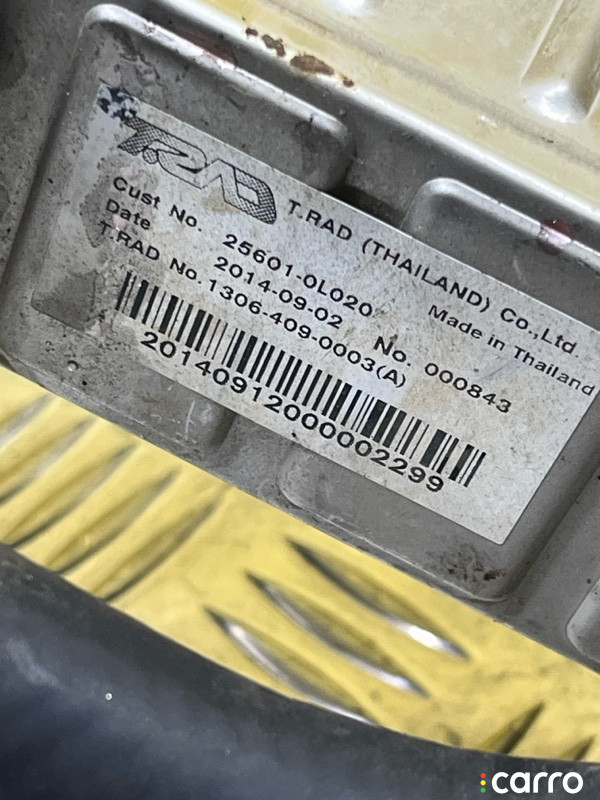 T.RAD
T.RAD (THAILAND) Co.,Ltd.
Made in Thailand
Cust No. 25601-0L020
Date 2014-09-02 No. 000843
T.RAD No. 1306-409-0003(A)
20140912000002299
carro